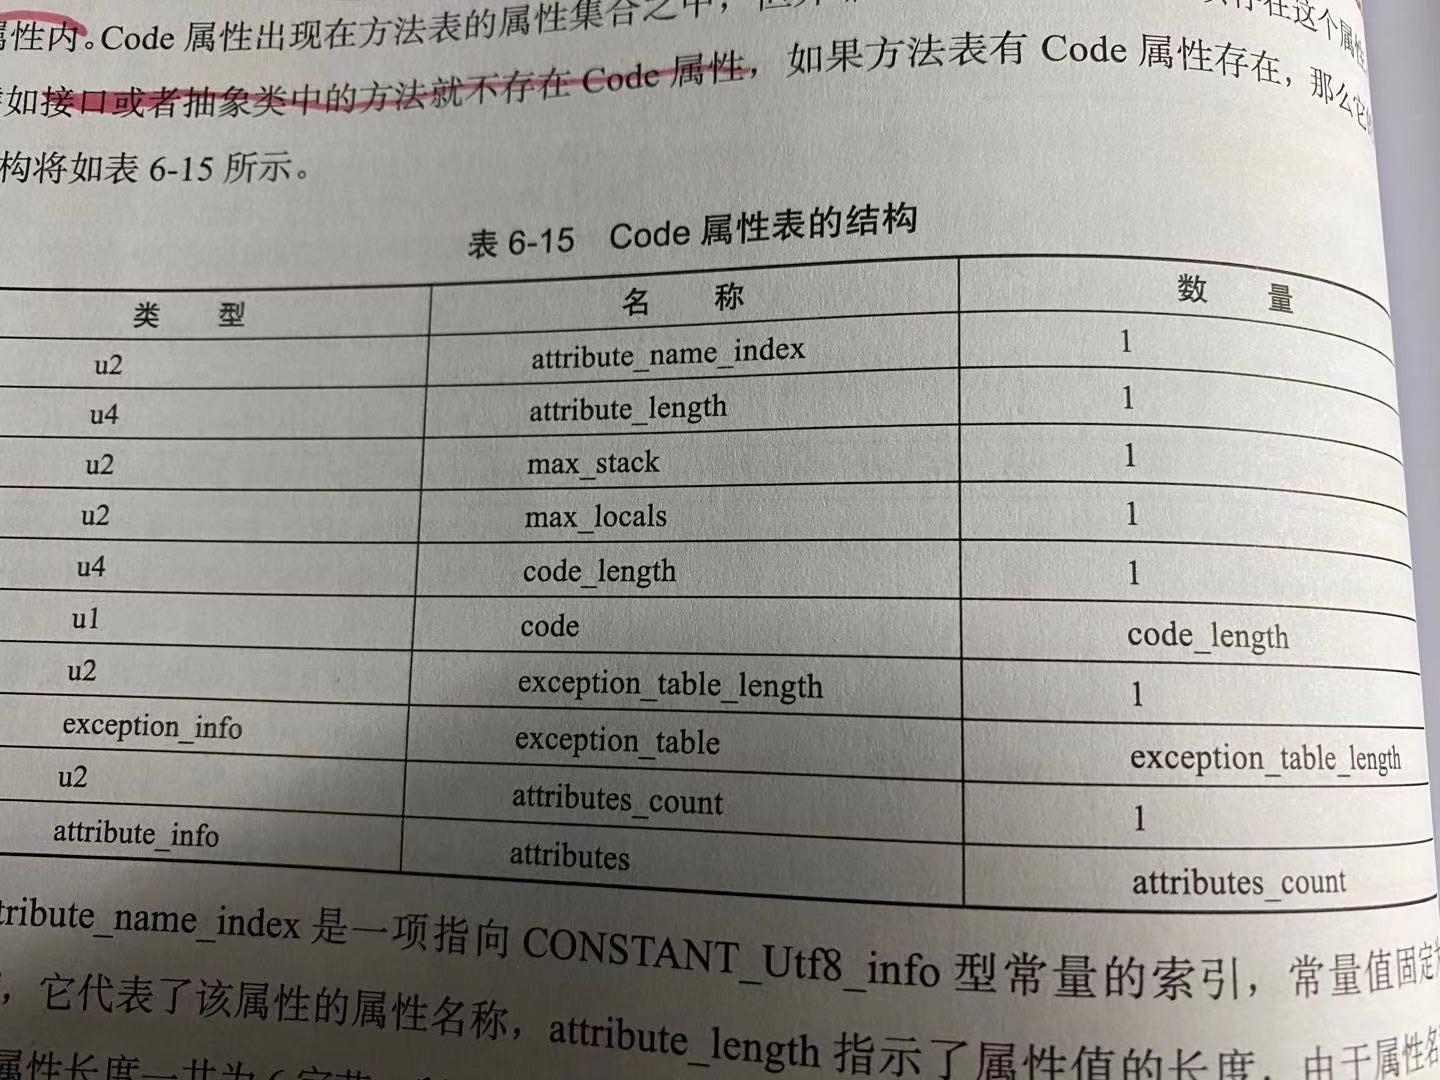 属性内。Code 属性出现在方法表的属性集合之中，但并 存在这个属性
如接口或者抽象类中的方法就不存在 Code 属性，如果方法表有 Code 属性存在，那么它的
构将如表 6-15 所示。
表 6-15 Code 属性表的结构
类 型 名 称 数 量
u2 attribute_name_index 1
u4 attribute_length 1
u2 max_stack 1
u2 max_locals 1
u4 code_length 1
u1 code code_length
u2 exception_table_length 1
exception_info exception_table exception_table_length
u2 attributes_count 1
attribute_info attributes attributes_count
tribute_name_index 是一项指向 CONSTANT_Utf8_info 型常量的索引，常量值固定为
，它代表了该属性的属性名称，attribute_length 指示了属性值的长度，由于属性名
属性长度一共为 6 字节